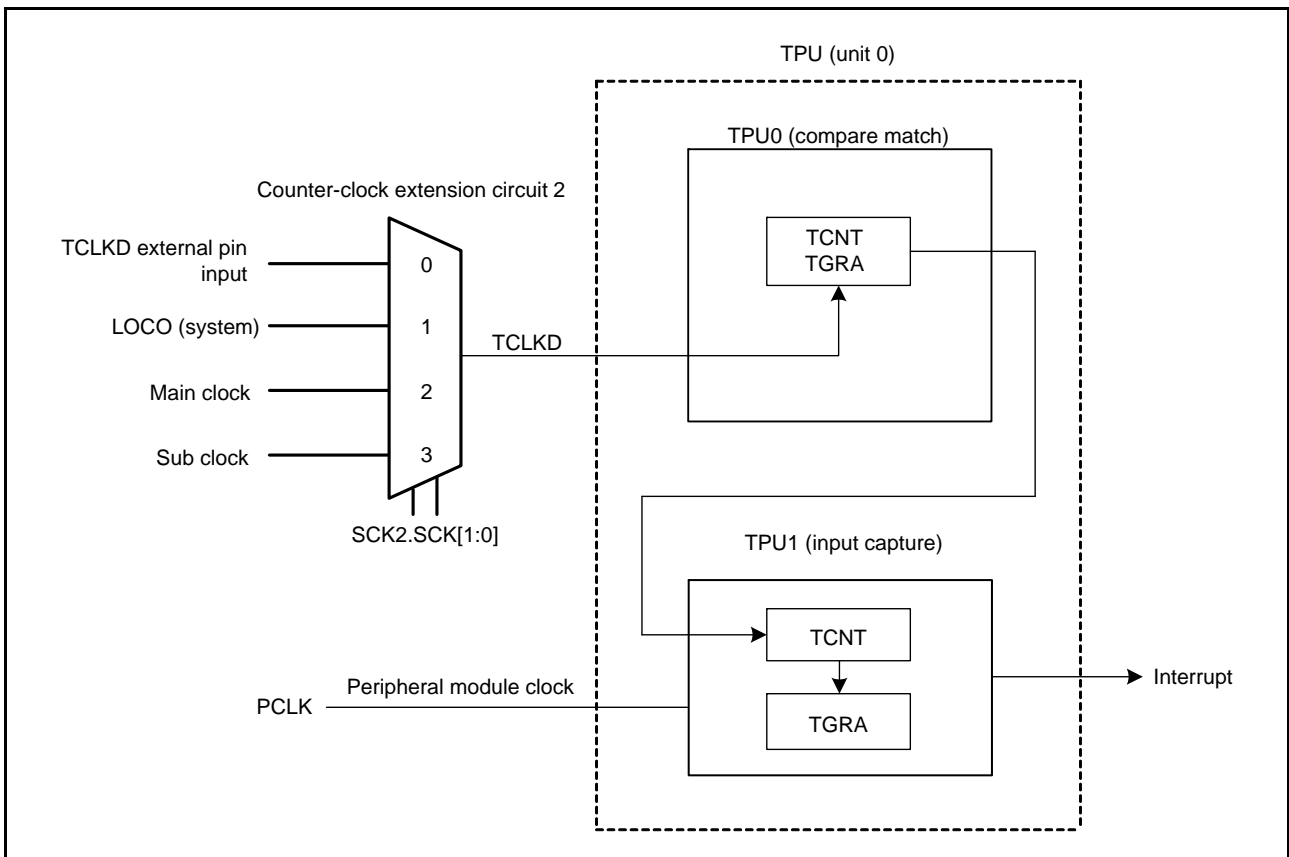 TPU (unit 0)
TPU0 (compare match)
Counter-clock extension circuit 2
TCLKD external pin
input
0
TCNT
TGRA
LOCO (system)
1
TCLKD
Main clock
2
Sub clock
3
SCK2.SCK[1:0]
TPU1 (input capture)
TCNT
Peripheral module clock
PCLK
TGRA
Interrupt